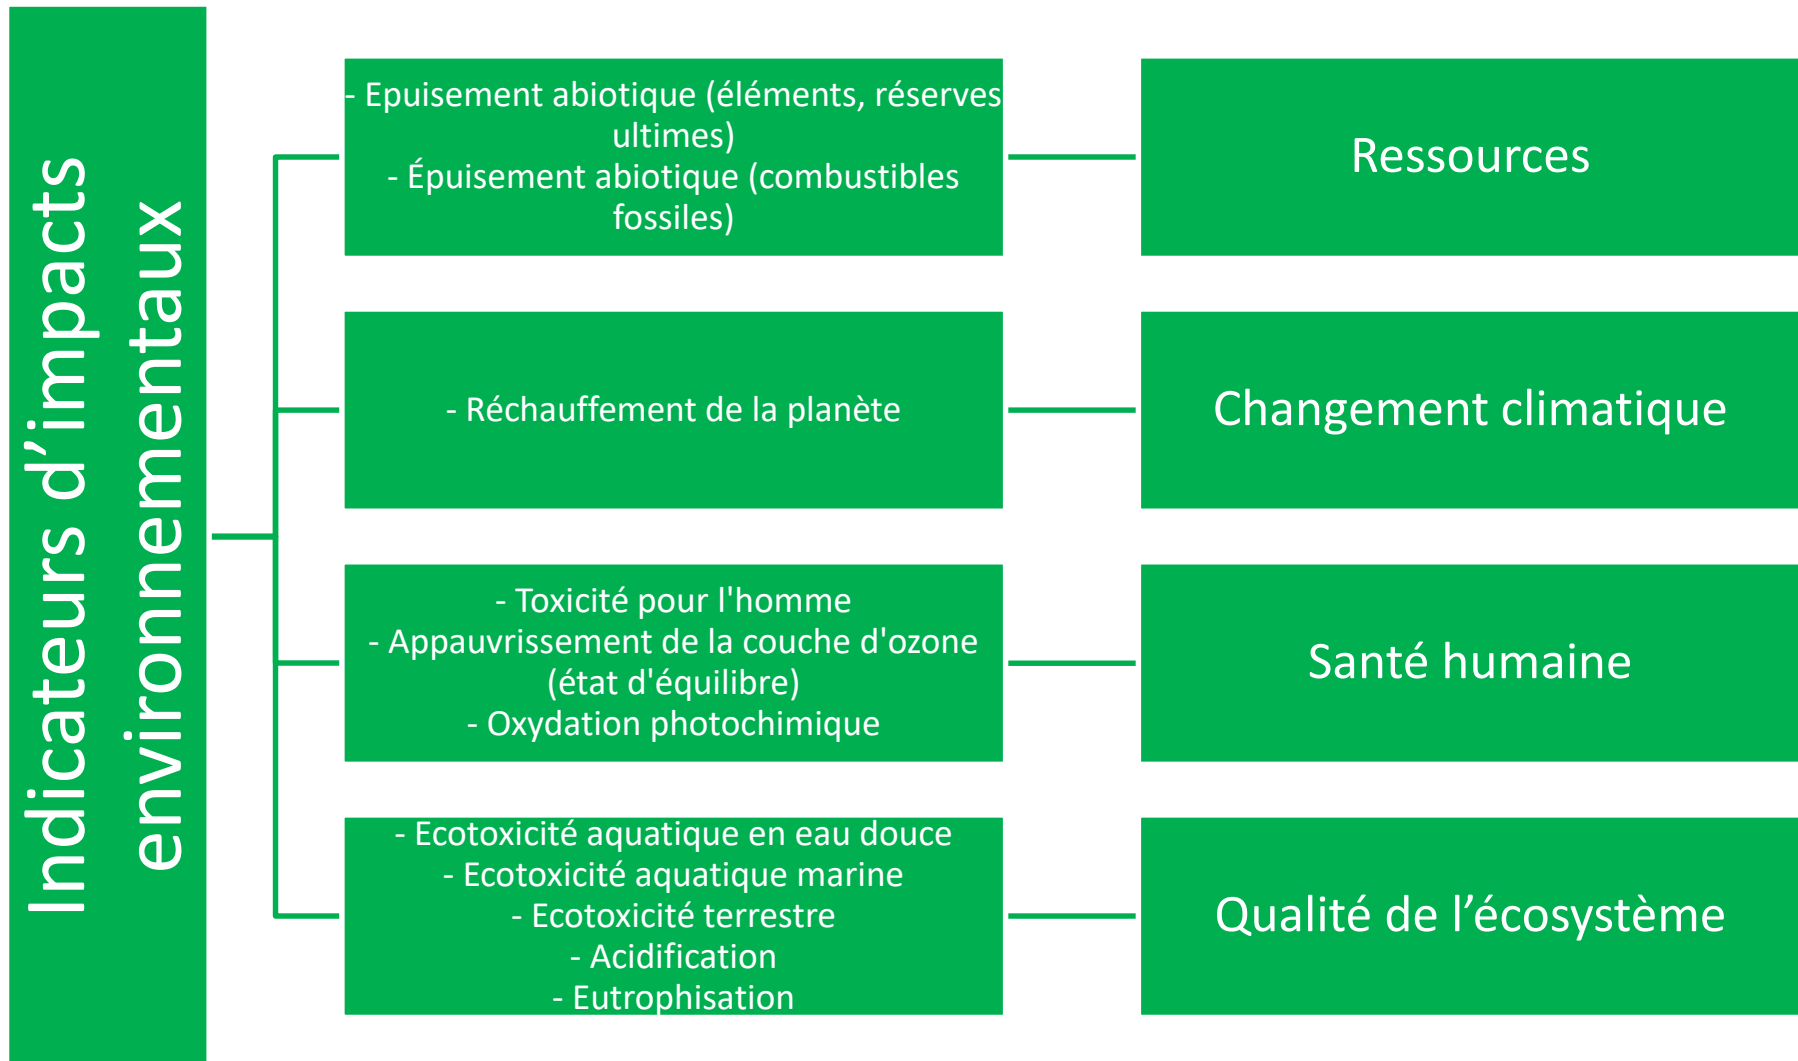 Indicateurs d’impacts
environnementaux
- Epuisement abiotique (éléments, réserves
ultimes)
- Épuisement abiotique (combustibles
fossiles)
Ressources
- Réchauffement de la planète
Changement climatique
- Toxicité pour l'homme
- Appauvrissement de la couche d'ozone
(état d'équilibre)
- Oxydation photochimique
Santé humaine
- Ecotoxicité aquatique en eau douce
- Ecotoxicité aquatique marine
- Ecotoxicité terrestre
- Acidification
- Eutrophisation
Qualité de l’écosystème